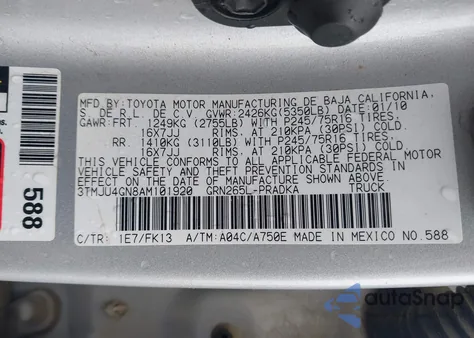 MFD. BY: TOYOTA MOTOR MANUFACTURING DE BAJA CALIFORNIA,
S. DE R.L. DE C.V. GVWR: 2426KG(5350LB) DATE: 01/10
GAWR: FRT. 1249KG (2755LB) WITH P245/75R16 TIRES,
16X7JJ RIMS, AT 210KPA (30PSI) COLD.
RR. 1410KG (3110LB) WITH P245/75R16 TIRES,
16X7JJ RIMS, AT 210KPA (30PSI) COLD.
THIS VEHICLE CONFORMS TO ALL APPLICABLE FEDERAL MOTOR
VEHICLE SAFETY STANDARDS IN EFFECT ON THE
DATE OF MANUFACTURE SHOWN ABOVE.
3TMJU4GN8AM101920 GRN265L-PRADKA TRUCK
C/TR: 1E7/FK13 A/TM: A04C/A750E MADE IN MEXICO NO.588
588
autoSnap